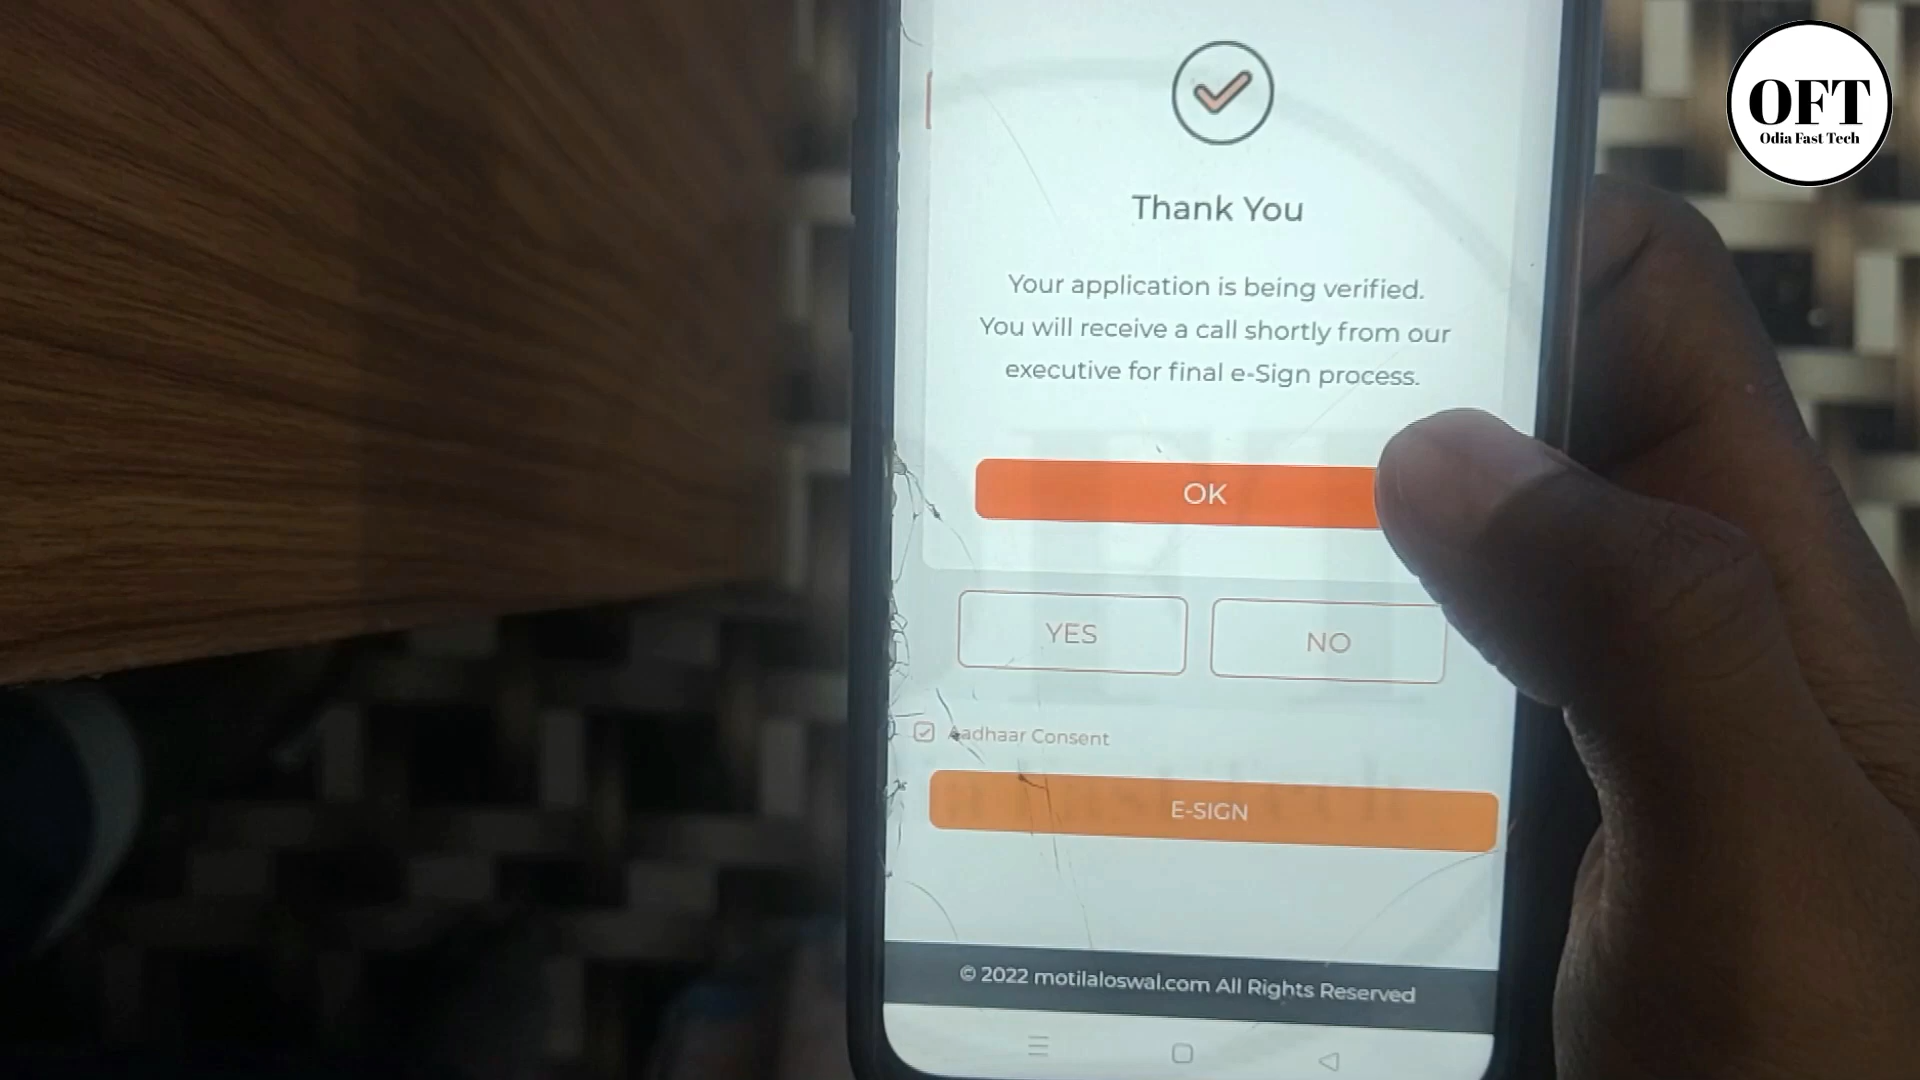 OFT
Odia Fast Tech
Thank You
Your application is being verified.
You will receive a call shortly from our
executive for final e-Sign process.
OK
YES
NO
Aadhaar Consent
E-SIGN
© 2022 motilaloswal.com All Rights Reserved